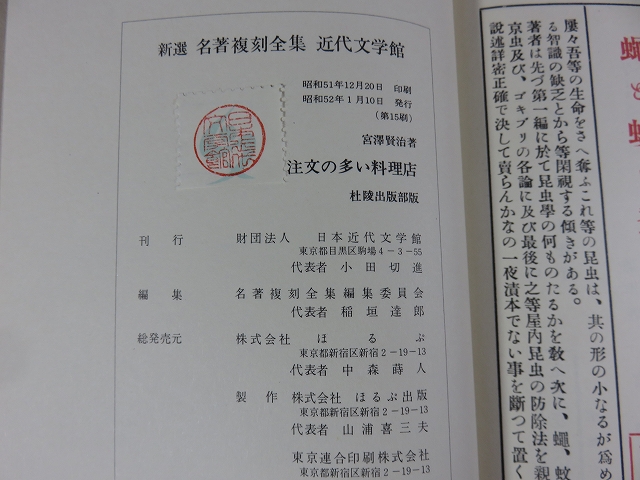 新選 名著複刻全集 近代文学館
昭和51年12月20日 印刷
昭和52年1月10日 発行
(第15刷)
宮澤賢治著
注文の多い料理店
杜陵出版部版
刊行 財団法人 日本近代文学館
東京都目黒区駒場4-3-55
代表者 小田切進
編集 名著複刻全集編集委員会
代表者 稲垣達郎
総発売元 株式会社 ほるぷ
東京都新宿区新宿2-19-13
代表者 中森蒔人
製作 株式会社 ほるぷ出版
東京都新宿区新宿2-19-13
代表者 山浦喜三夫
東京連合印刷株式会社
東京都新宿区新宿2-19-13
屢々吾等の生命をさへ奪ふこれ等の昆虫は、其の形の小なるが爲め
る智識の缺乏とから等閑視する傾きがある。
著者は先づ第一編に於て昆虫學の何ものたるかを敎へ次に、蠅、蚊
京虫及び、ゴキブリの各論に及び最後に之等屋内昆虫の防除法を親
説述詳密正確で決して賣らんかなの一夜漬本でない事を斷つて置く